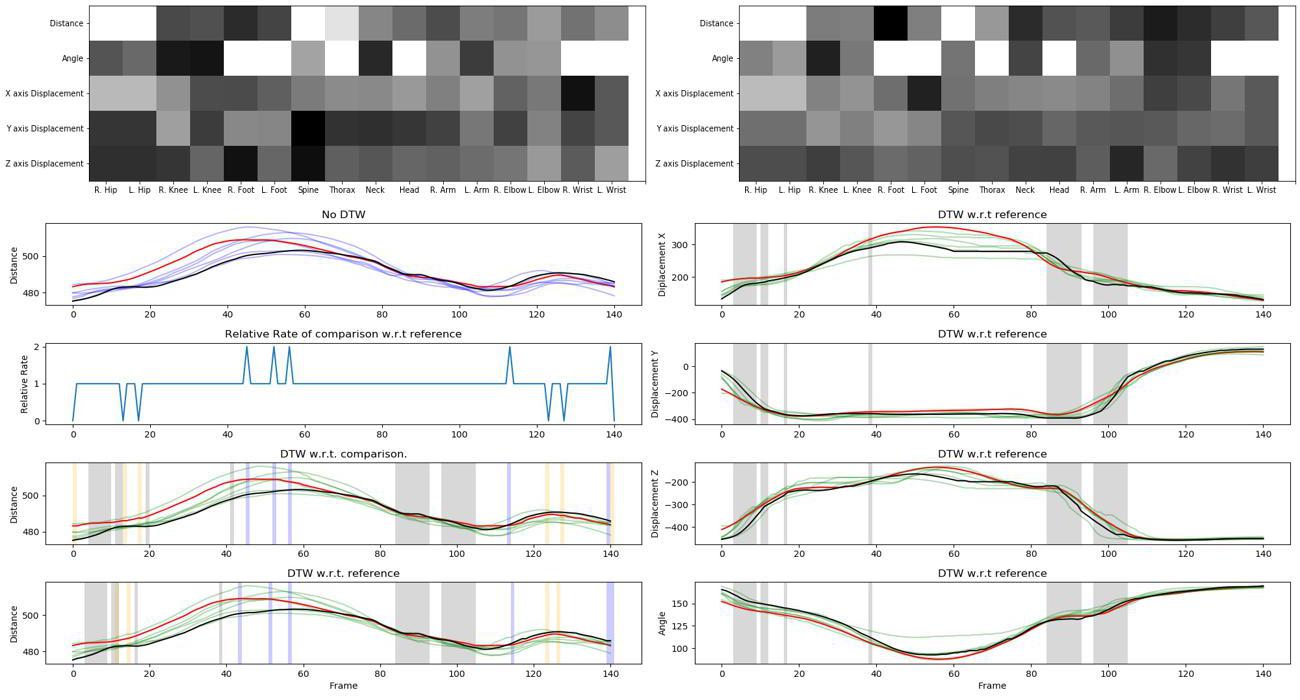 Distance
Angle
X axis Displacement
Y axis Displacement
Z axis Displacement
R. Hip L. Hip R. Knee L. Knee R. Foot L. Foot Spine Thorax Neck Head R. Arm L. Arm R. Elbow L. Elbow R. Wrist L. Wrist
Distance
Angle
X axis Displacement
Y axis Displacement
Z axis Displacement
R. Hip L. Hip R. Knee L. Knee R. Foot L. Foot Spine Thorax Neck Head R. Arm L. Arm R. Elbow L. Elbow R. Wrist L. Wrist
No DTW
Distance
500
480
0 20 40 60 80 100 120 140
DTW w.r.t reference
Diplacement X
300
200
0 20 40 60 80 100 120 140
Relative Rate of comparison w.r.t reference
Relative Rate
2
1
0
0 20 40 60 80 100 120 140
DTW w.r.t reference
Displacement Y
0
−200
−400
0 20 40 60 80 100 120 140
DTW w.r.t. comparison.
Distance
500
480
0 20 40 60 80 100 120 140
DTW w.r.t reference
Displacement Z
−200
−300
−400
0 20 40 60 80 100 120 140
DTW w.r.t. reference
Distance
500
480
0 20 40 60 80 100 120 140
Frame
DTW w.r.t reference
Angle
150
125
100
0 20 40 60 80 100 120 140
Frame